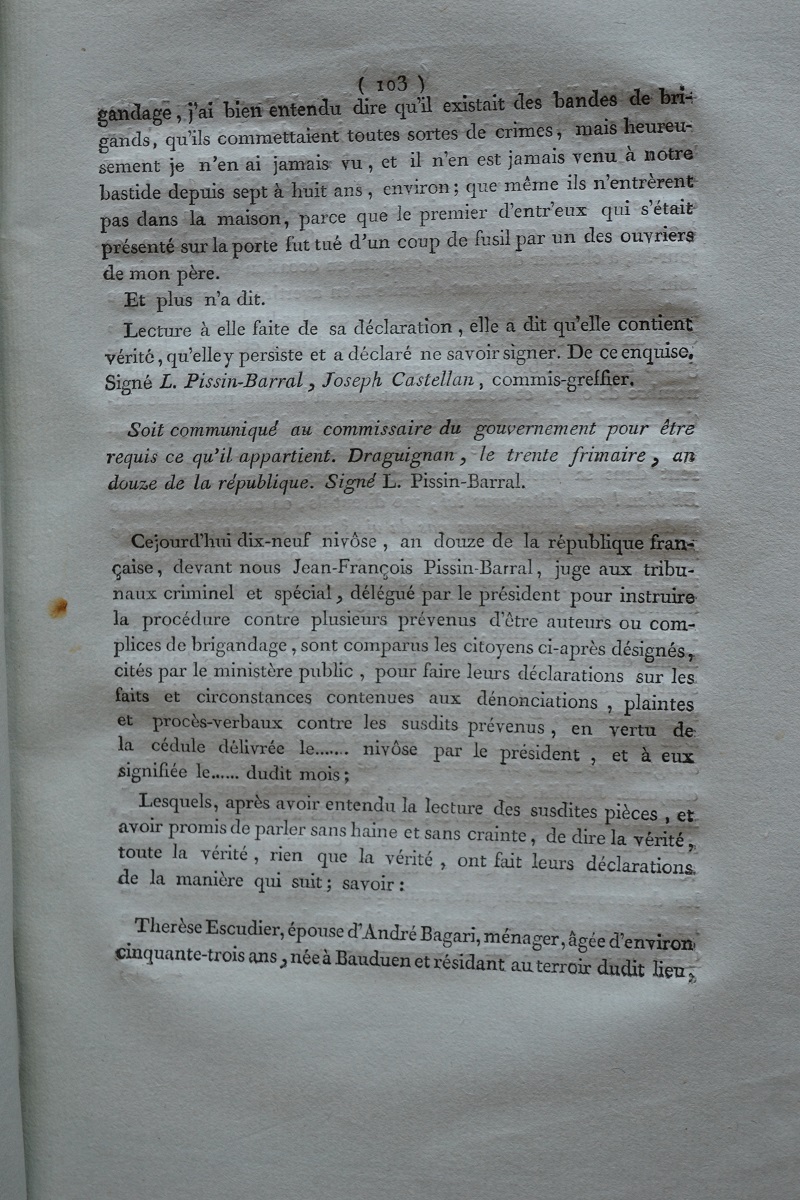 ( 103 )
gandage, j'ai bien entendu dire qu'il existait des bandes de bri-
gands, qu'ils commettaient toutes sortes de crimes, mais heureu-
sement je n'en ai jamais vu, et il n'en est jamais venu à notre
bastide depuis sept à huit ans, environ; que même ils n'entrèrent
pas dans la maison, parce que le premier d'entr'eux qui s'était
présenté sur la porte fut tué d'un coup de fusil par un des ouvriers
de mon père.
Et plus n'a dit.
Lecture à elle faite de sa déclaration, elle a dit qu'elle contient
vérité, qu'elle y persiste et a déclaré ne savoir signer. De ce enquise.
Signé L. Pissin-Barral, Joseph Castellan, commis-greffier.
Soit communiqué au commissaire du gouvernement pour être
requis ce qu'il appartient. Draguignan, le trente frimaire, an
douze de la république. Signé L. Pissin-Barral.
Cejourd'hui dix-neuf nivôse, an douze de la république fran-
çaise, devant nous Jean-François Pissin-Barral, juge aux tribu-
naux criminel et spécial, délégué par le président pour instruire
la procédure contre plusieurs prévenus d'être auteurs ou com-
plices de brigandage, sont comparus les citoyens ci-après désignés,
cités par le ministère public, pour faire leurs déclarations sur les
faits et circonstances contenues aux dénonciations, plaintes
et procès-verbaux contre les susdits prévenus, en vertu de
la cédule délivrée le....... nivôse par le président, et à eux
signifiée le...... dudit mois;
Lesquels, après avoir entendu la lecture des susdites pièces, et
avoir promis de parler sans haine et sans crainte, de dire la vérité,
toute la vérité, rien que la vérité, ont fait leurs déclarations
de la manière qui suit; savoir:
Therèse Escudier, épouse d'André Bagari, ménager, âgée d'environ
cinquante-trois ans, née à Bauduen et résidant au terroir dudit lieu,